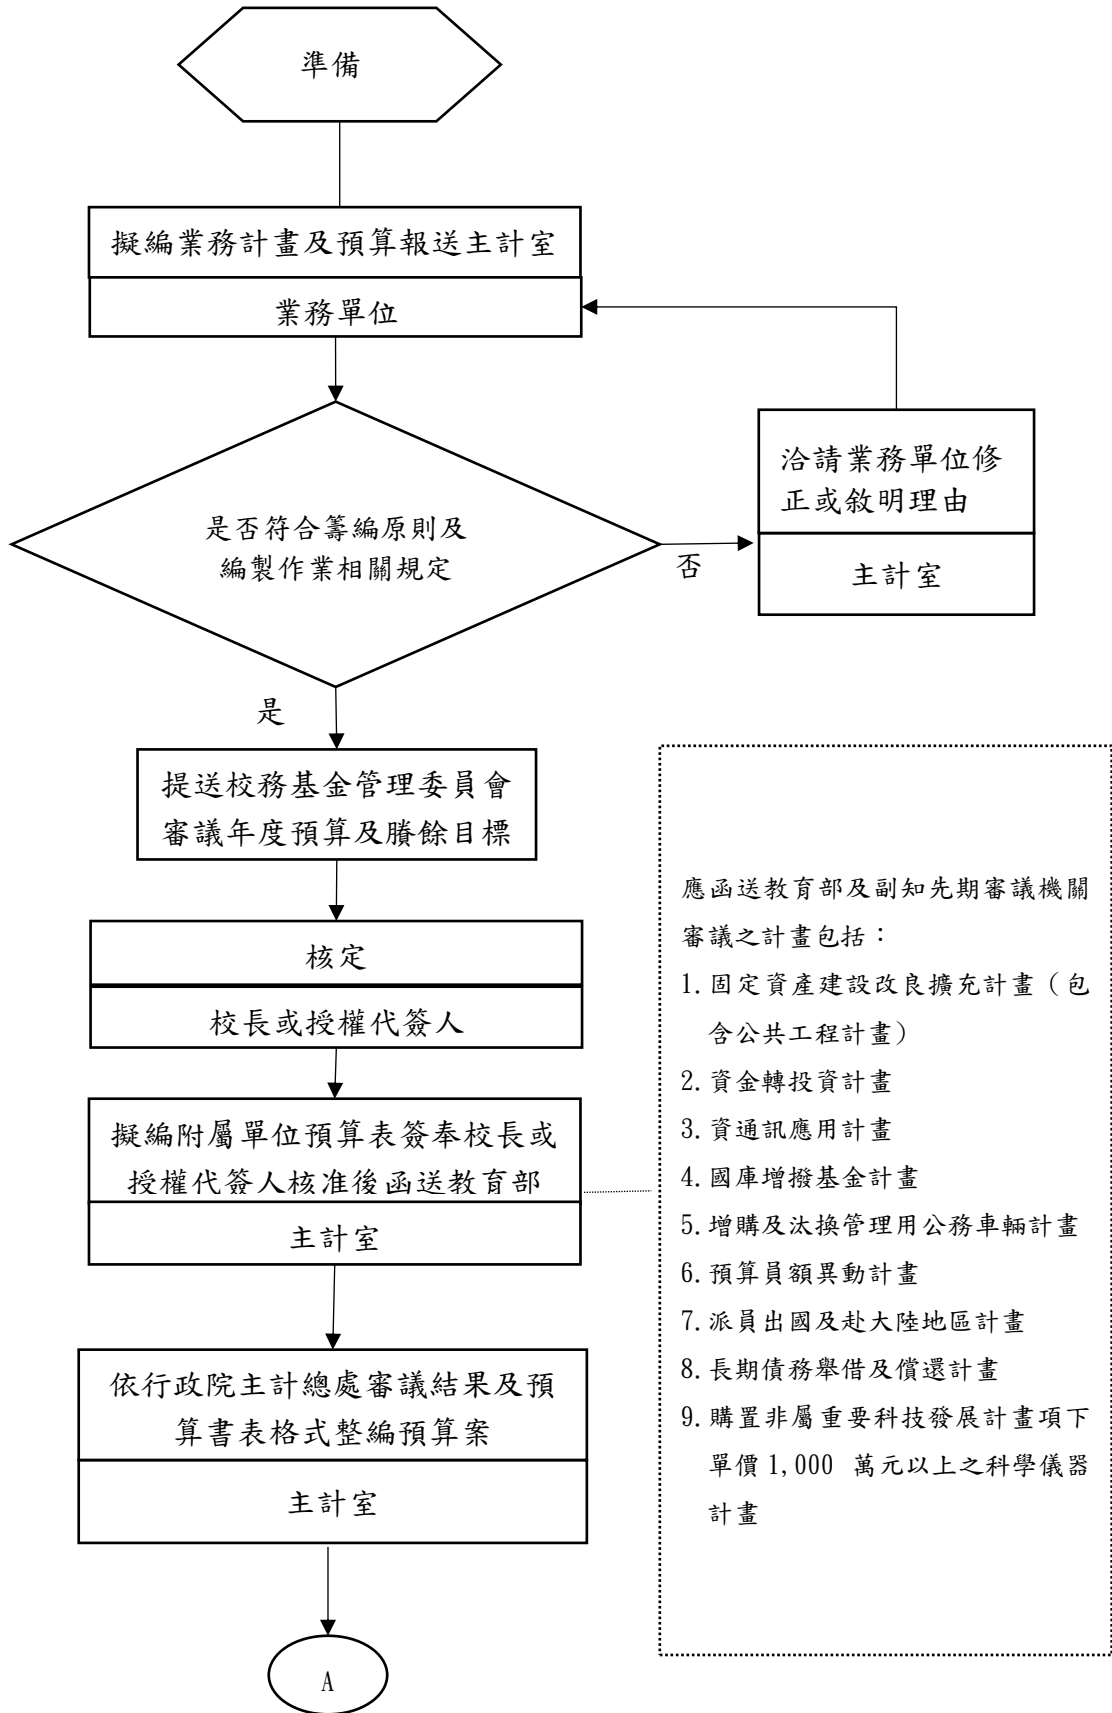 準備
擬編業務計畫及預算報送主計室
業務單位
是否符合籌編原則及
編製作業相關規定
否
洽請業務單位修
正或敘明理由
主計室
是
提送校務基金管理委員會
審議年度預算及賸餘目標
核定
校長或授權代簽人
擬編附屬單位預算表簽奉校長或
授權代簽人核准後函送教育部
主計室
依行政院主計總處審議結果及預
算書表格式整編預算案
主計室
A
應函送教育部及副知先期審議機關
審議之計畫包括：
1.固定資產建設改良擴充計畫（包
含公共工程計畫）
2.資金轉投資計畫
3.資通訊應用計畫
4.國庫增撥基金計畫
5.增購及汰換管理用公務車輛計畫
6.預算員額異動計畫
7.派員出國及赴大陸地區計畫
8.長期債務舉借及償還計畫
9.購置非屬重要科技發展計畫項下
單價1,000 萬元以上之科學儀器
計畫